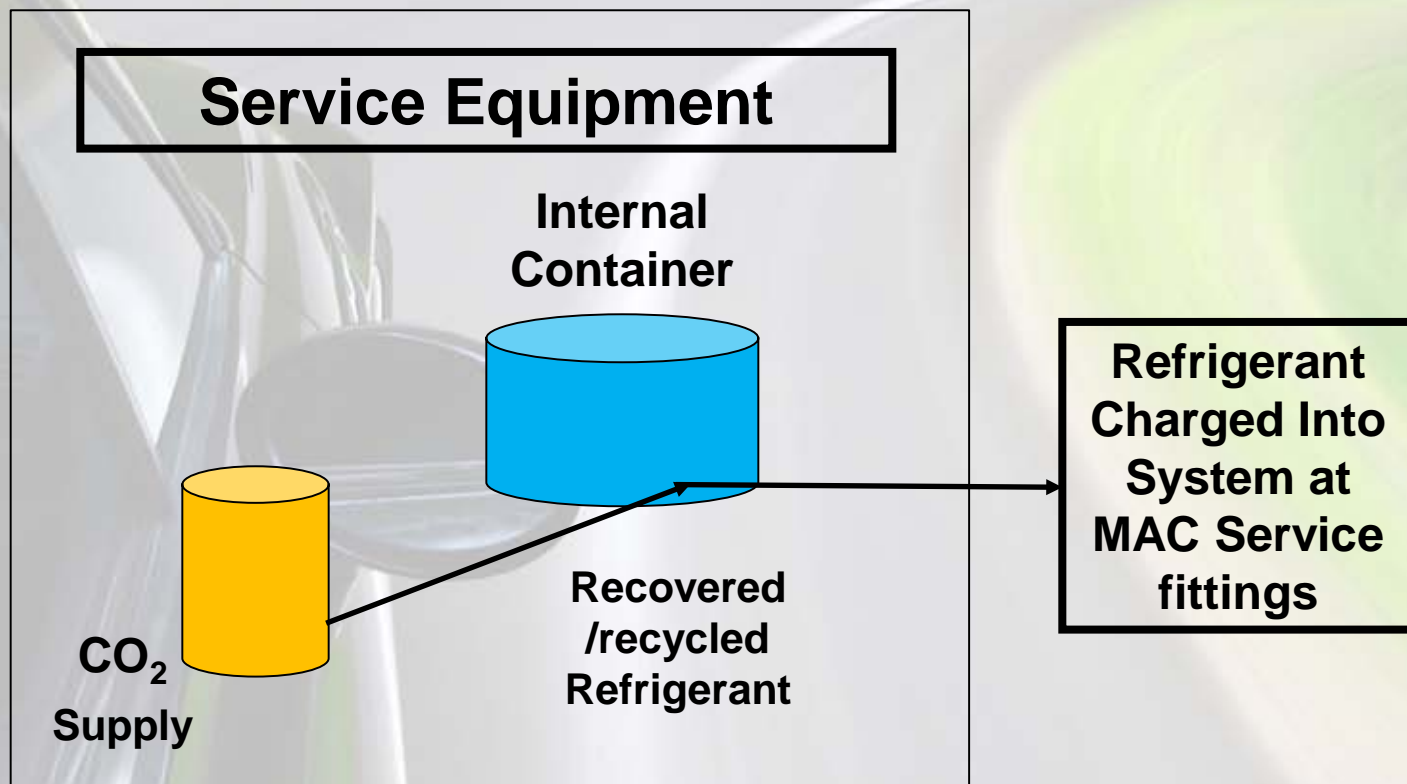 Service Equipment
Internal
Container
CO₂
Supply
Recovered
/recycled
Refrigerant
Refrigerant
Charged Into
System at
MAC Service
fittings